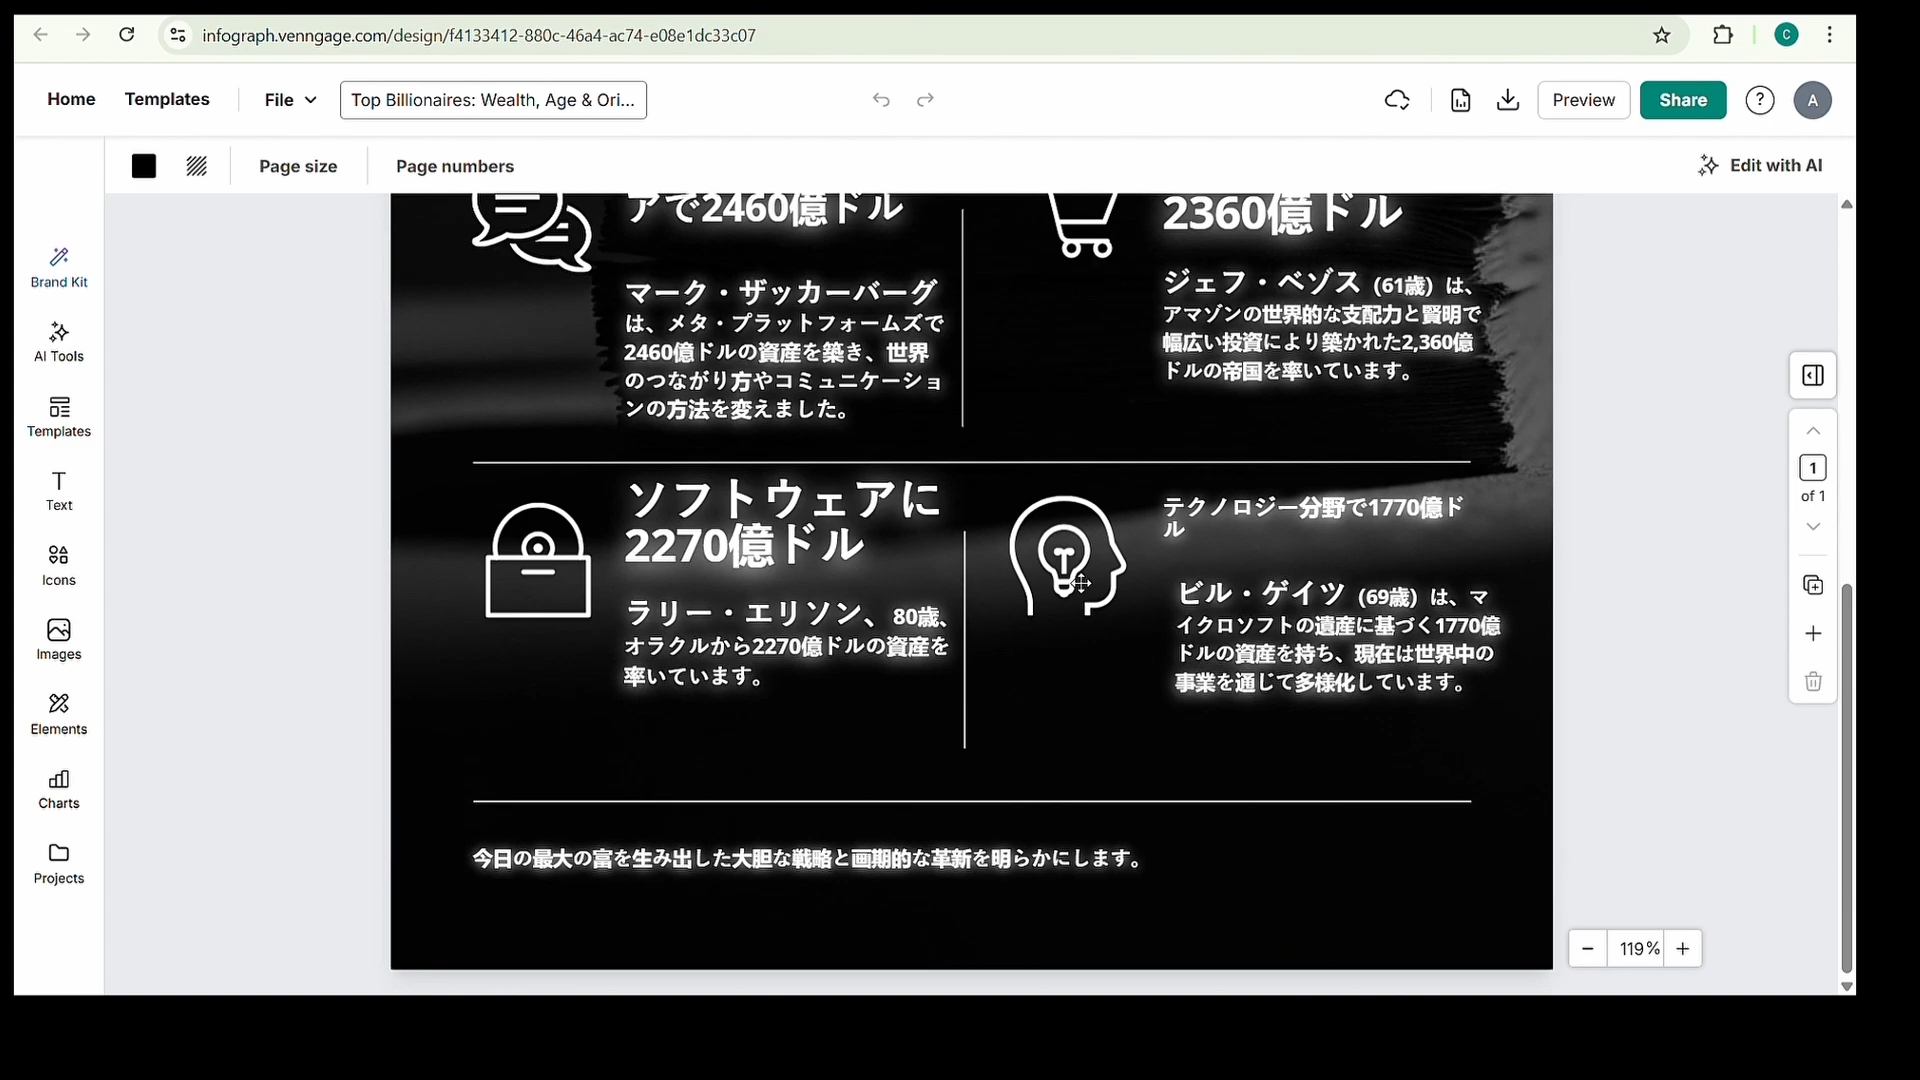 infograph.venngage.com/design/f4133412-880c-46a4-ac74-e08e1dc33c07
C
Home
Templates
File
Top Billionaires: Wealth, Age & Ori...
Preview
Share
?
A
Page size
Page numbers
Edit with AI
Brand Kit
AI Tools
Templates
Text
Icons
Images
Elements
Charts
Projects
アで2460億ドル
マーク・ザッカーバーグ
は、メタ・プラットフォームズで
2460億ドルの資産を築き、世界
のつながり方やコミュニケーショ
ンの方法を変えました。
2360億ドル
ジェフ・ベゾス（61歳）は、
アマゾンの世界的な支配力と賢明で
幅広い投資により築かれた2,360億
ドルの帝国を率いています。
ソフトウェアに
2270億ドル
ラリー・エリソン、80歳、
オラクルから2270億ドルの資産を
率いています。
テクノロジー分野で1770億ド
ル
ビル・ゲイツ（69歳）は、マ
イクロソフトの遺産に基づく1770億
ドルの資産を持ち、現在は世界中の
事業を通じて多様化しています。
今日の最大の富を生み出した大胆な戦略と画期的な革新を明らかにします。
1
of 1
119%